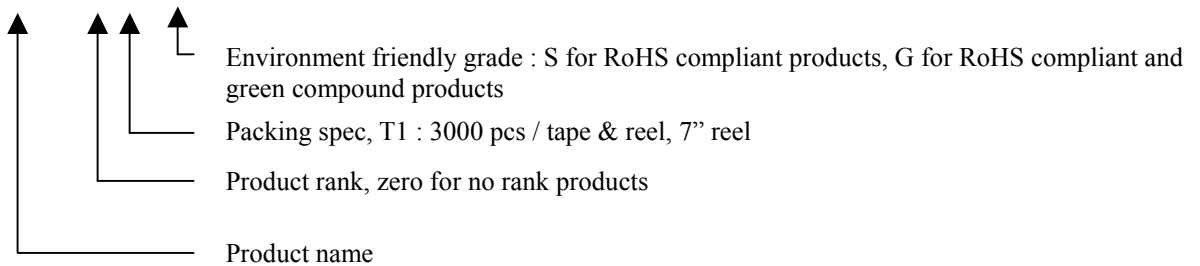 Environment friendly grade : S for RoHS compliant products, G for RoHS compliant and
green compound products
Packing spec, T1 : 3000 pcs / tape & reel, 7” reel
Product rank, zero for no rank products
Product name